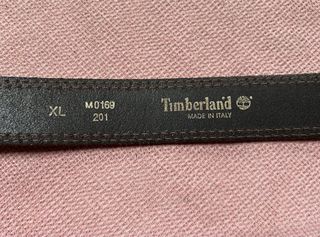 XL
M0169
201
Timberland ®
MADE IN ITALY